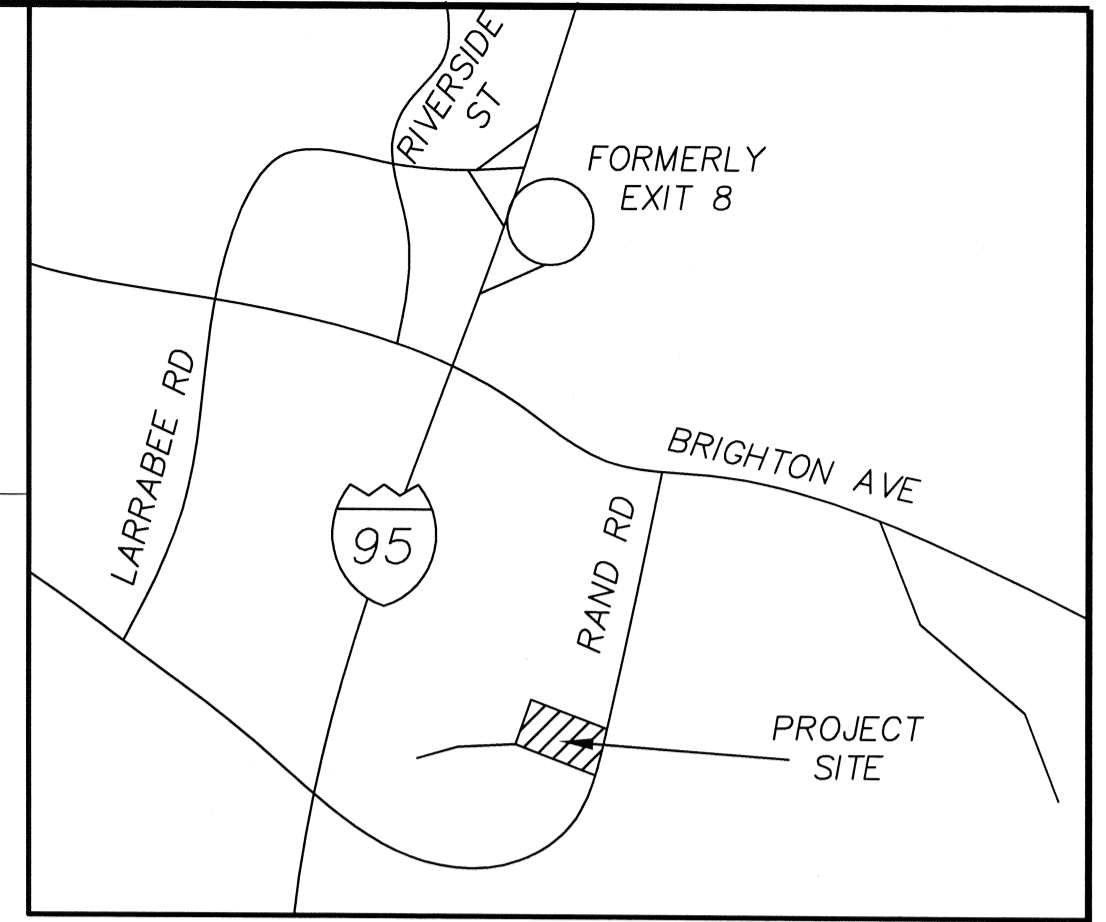 RIVERSIDE
ST
FORMERLY
EXIT 8
LARRABEE RD
BRIGHTON AVE
95
RAND RD
PROJECT
SITE